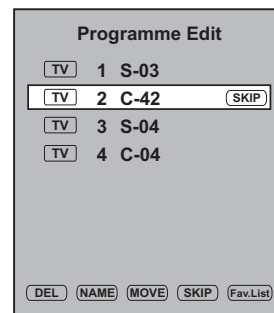 Programme Edit
TV 1 S-03
TV 2 C-42 SKIP
TV 3 S-04
TV 4 C-04
DEL NAME MOVE SKIP Fav.List